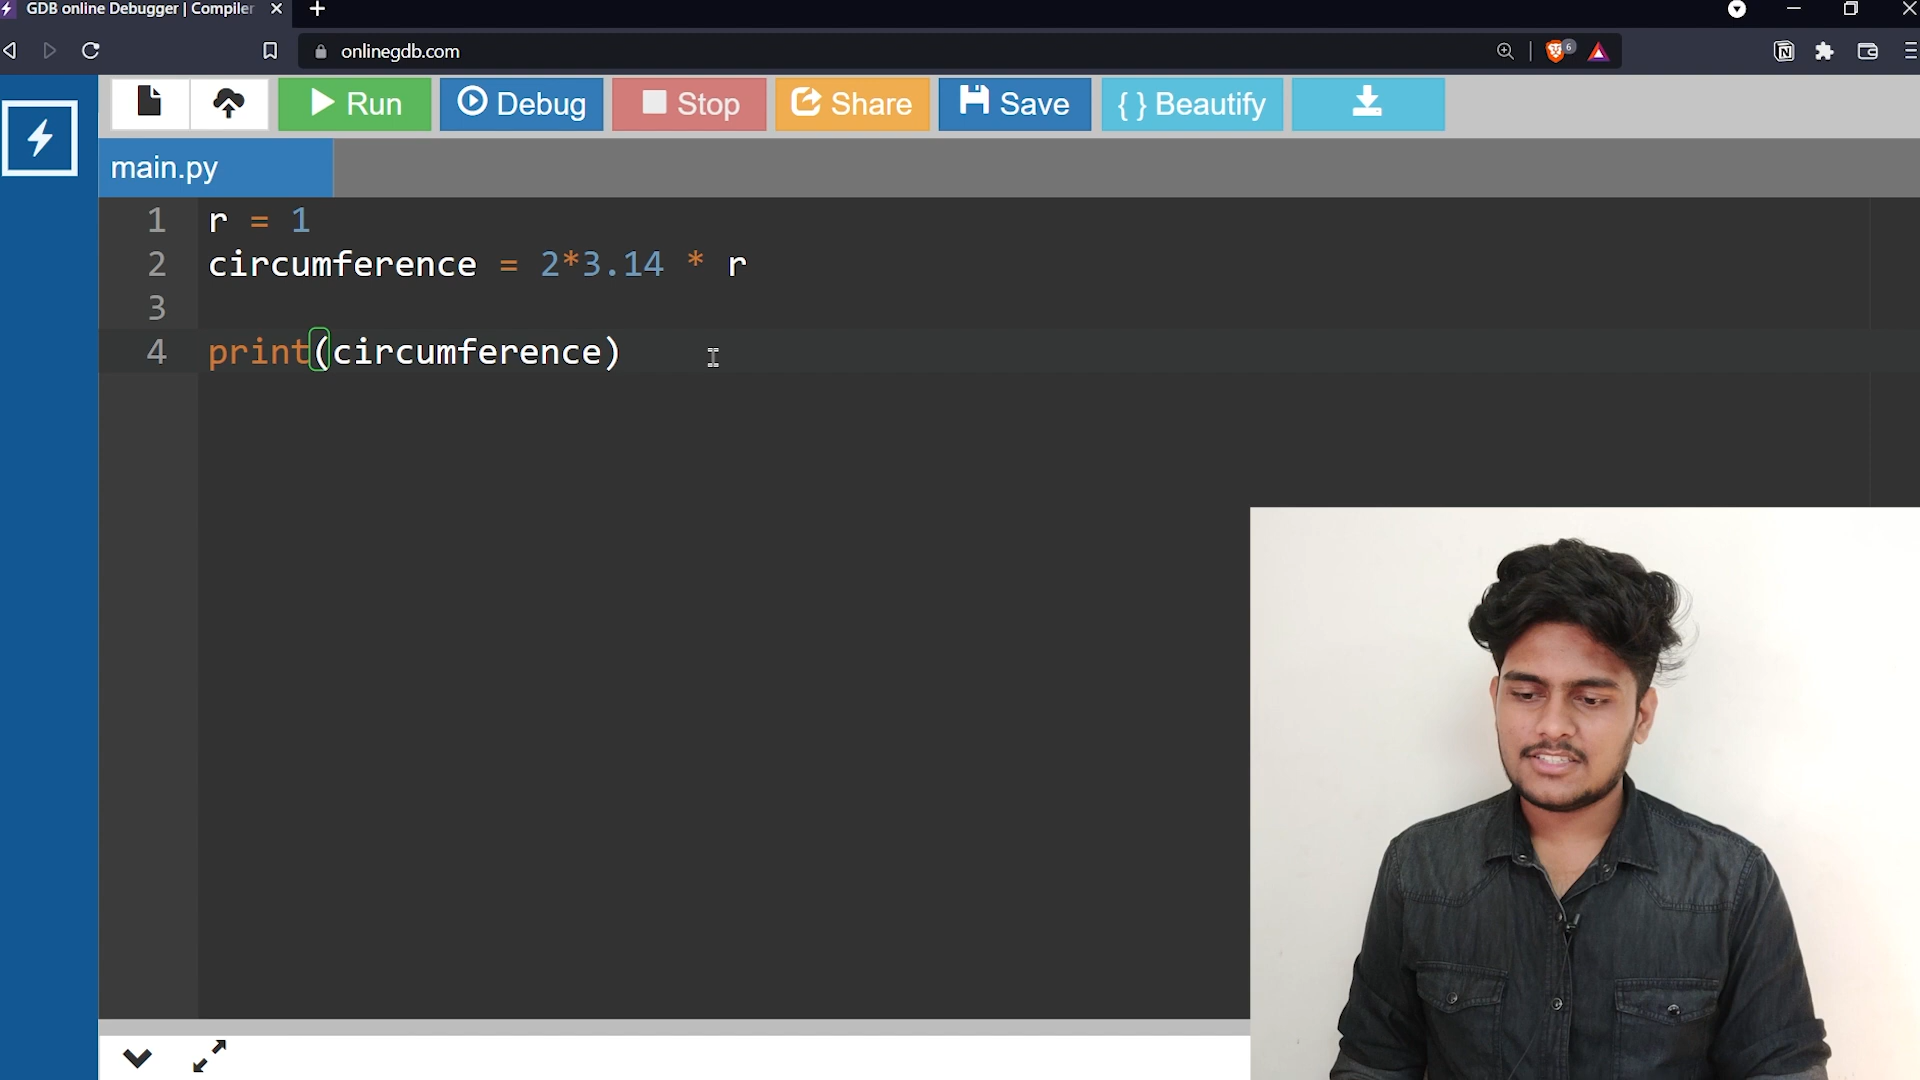 GDB online Debugger | Compiler
onlinegdb.com
6
Run
Debug
Stop
Share
Save
{ } Beautify
main.py
1 r = 1
2 circumference = 2*3.14 * r
3
4 print(circumference)